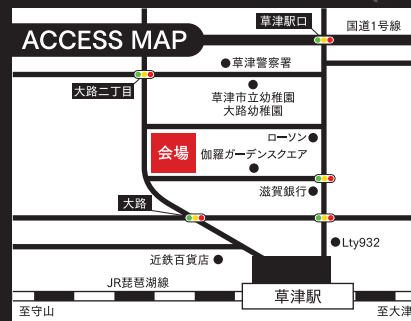 草津駅口
国道1号線
ACCESS MAP
草津警察署
大路二丁目
草津市立幼稚園
大路幼稚園
ローソン
会場
伽羅ガーデンスクエア
滋賀銀行
大路
Lty932
近鉄百貨店
JR琵琶湖線
草津駅
至守山
至大津